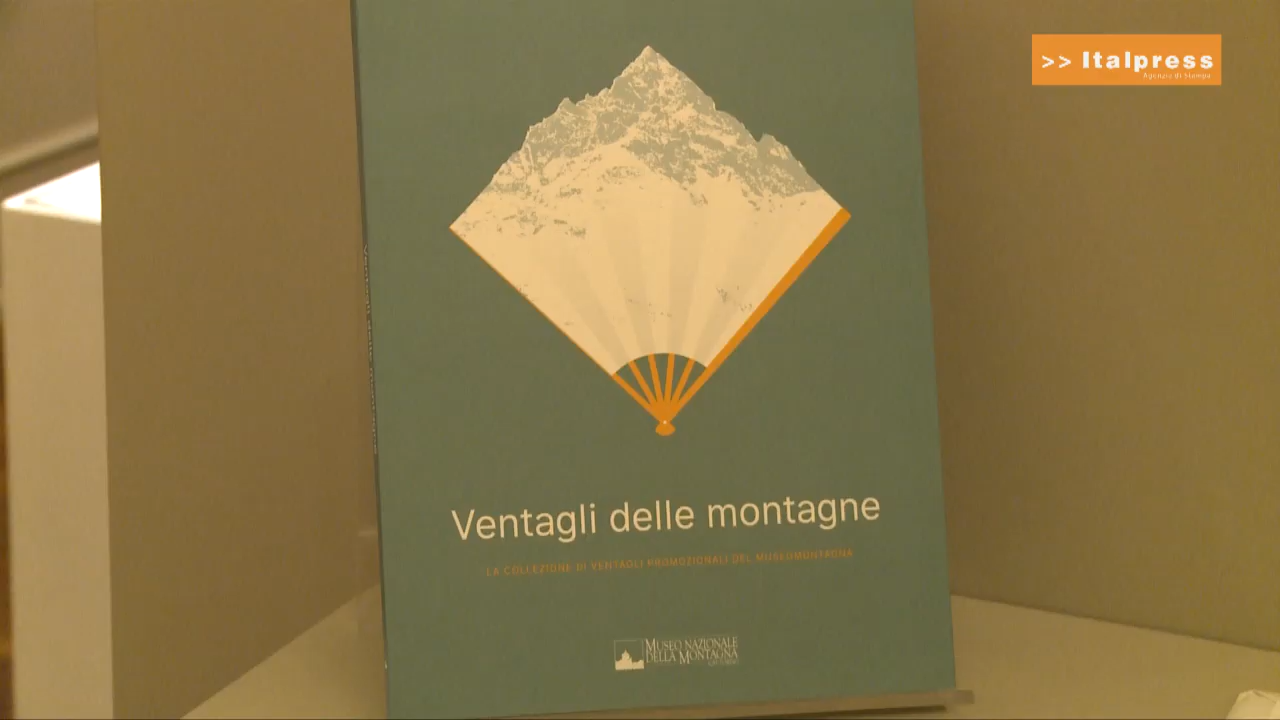 >> Italpress
Agenzia di Stampa
Ventagli delle montagne
LA COLLEZIONE DI VENTAGLI PROMOZIONALI DEL MUSEOMONTAGNA
MUSEO NAZIONALE
DELLA MONTAGNA